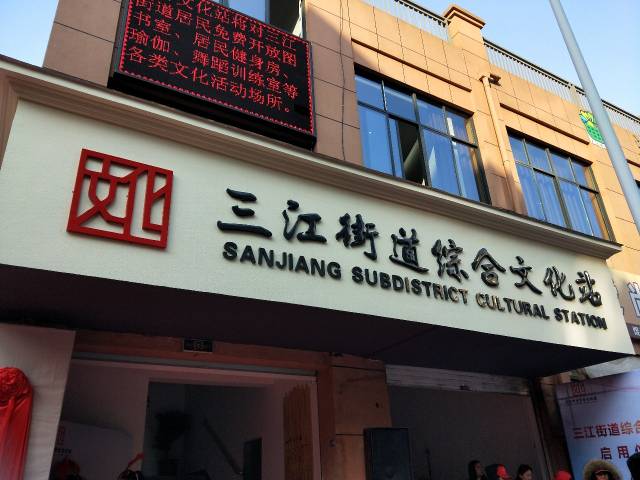 文化站将对三江
街道居民免费开放图
书室、居民健身房、
瑜伽、舞蹈训练室等
各类文化活动场所。
文化
三江街道综合文化站
SANJIANG SUBDISTRICT CULTURAL STATION
三江街道综合
启用仪